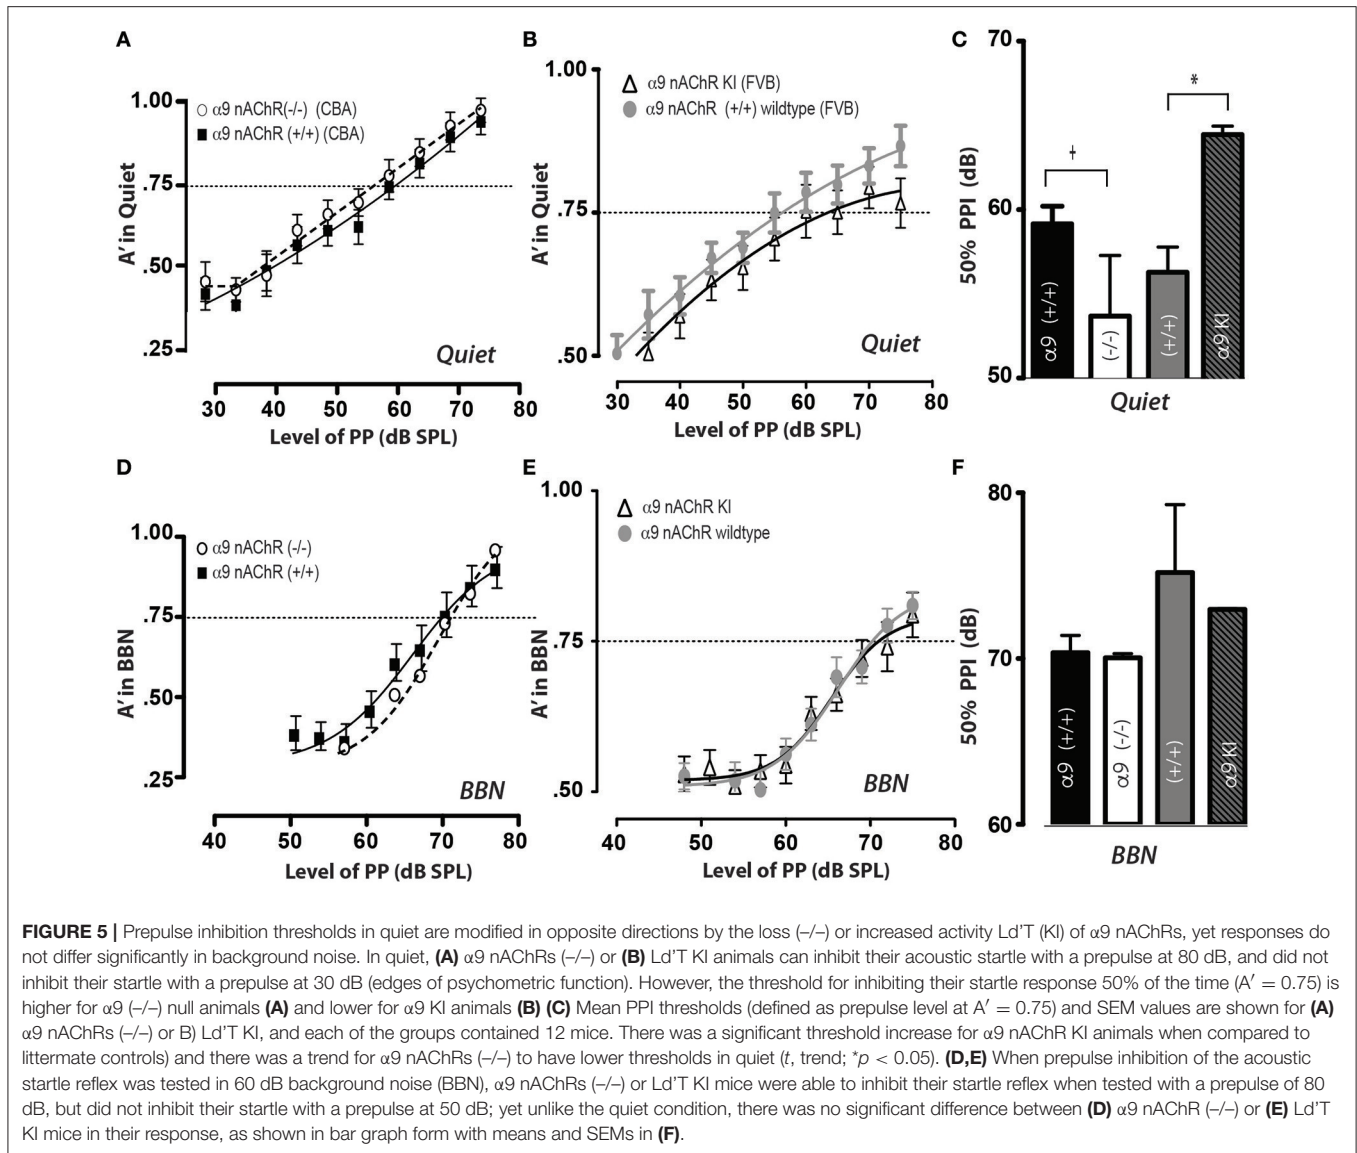 A
1.00
.75
.50
.25
A′ in Quiet
α9 nAChR(-/-) (CBA)
α9 nAChR (+/+) (CBA)
Quiet
30 40 50 60 70 80
Level of PP (dB SPL)
B
1.00
.75
.50
A′ in Quiet
α9 nAChR KI (FVB)
α9 nAChR (+/+) wildtype (FVB)
Quiet
30 40 50 60 70 80
Level of PP (dB SPL)
C
70
60
50
50% PPI (dB)
ⱡ
*
α9 (+/+)
(-/-)
(+/+)
α9 KI
Quiet
D
1.00
.75
.50
.25
A′ in BBN
α9 nAChR (-/-)
α9 nAChR (+/+)
BBN
40 50 60 70 80
Level of PP (dB SPL)
E
1.00
.75
.50
A′ in BBN
α9 nAChR KI
α9 nAChR wildtype
BBN
40 50 60 70 80
Level of PP (dB SPL)
F
80
70
60
50% PPI (dB)
α9 (+/+)
α9 (-/-)
(+/+)
α9 KI
BBN
FIGURE 5 | Prepulse inhibition thresholds in quiet are modified in opposite directions by the loss (–/–) or increased activity Ld’T (KI) of α9 nAChRs, yet responses do
not differ significantly in background noise. In quiet, (A) α9 nAChRs (–/–) or (B) Ld’T KI animals can inhibit their acoustic startle with a prepulse at 80 dB, and did not
inhibit their startle with a prepulse at 30 dB (edges of psychometric function). However, the threshold for inhibiting their startle response 50% of the time (A′ = 0.75) is
higher for α9 (–/–) null animals (A) and lower for α9 KI animals (B) (C) Mean PPI thresholds (defined as prepulse level at A′ = 0.75) and SEM values are shown for (A)
α9 nAChRs (–/–) or B) Ld’T KI, and each of the groups contained 12 mice. There was a significant threshold increase for α9 nAChR KI animals when compared to
littermate controls) and there was a trend for α9 nAChRs (–/–) to have lower thresholds in quiet (t, trend; *p < 0.05). (D,E) When prepulse inhibition of the acoustic
startle reflex was tested in 60 dB background noise (BBN), α9 nAChRs (–/–) or Ld’T KI mice were able to inhibit their startle reflex when tested with a prepulse of 80
dB, but did not inhibit their startle with a prepulse at 50 dB; yet unlike the quiet condition, there was no significant difference between (D) α9 nAChR (–/–) or (E) Ld’T
KI mice in their response, as shown in bar graph form with means and SEMs in (F).